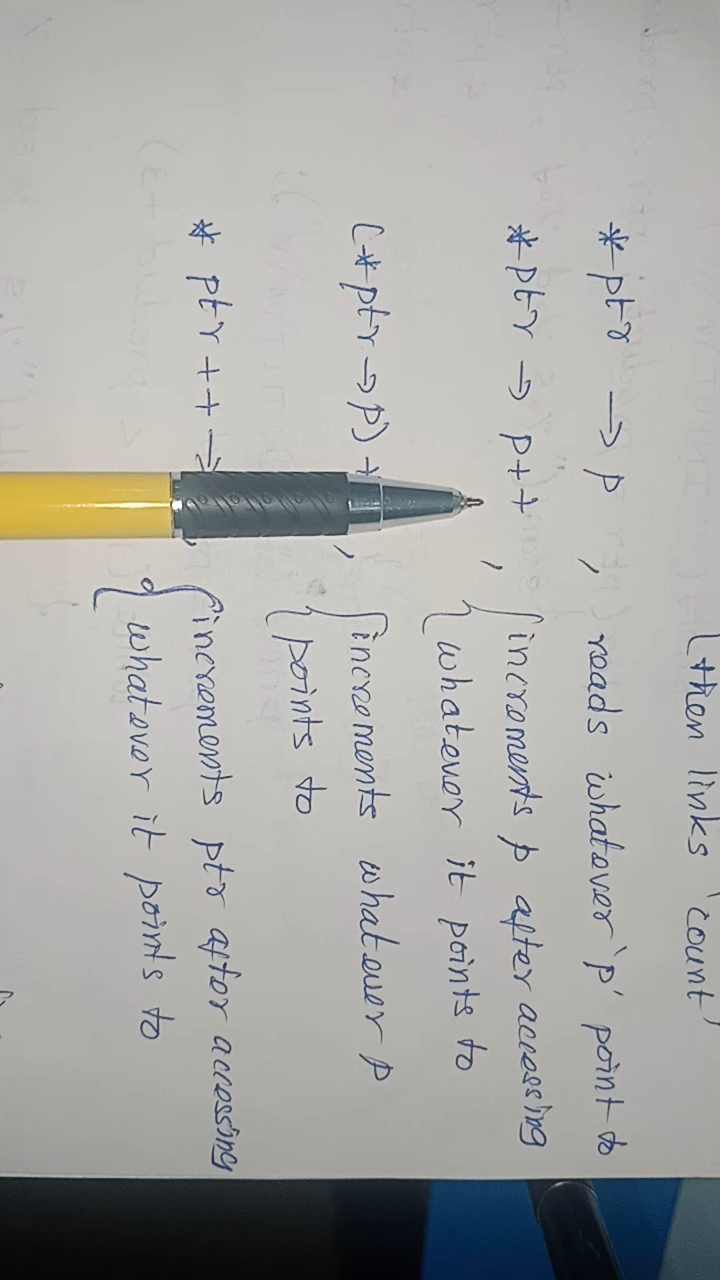 (then links 'count'
*ptr → p , reads whatever 'p' point to
*ptr → p++ , { increments p after accessing
{ whatever it points to
(*ptr → p)+ , { increments whatever p
{ points to
* ptr ++ → { increments ptr after accessing
{ whatever it points to